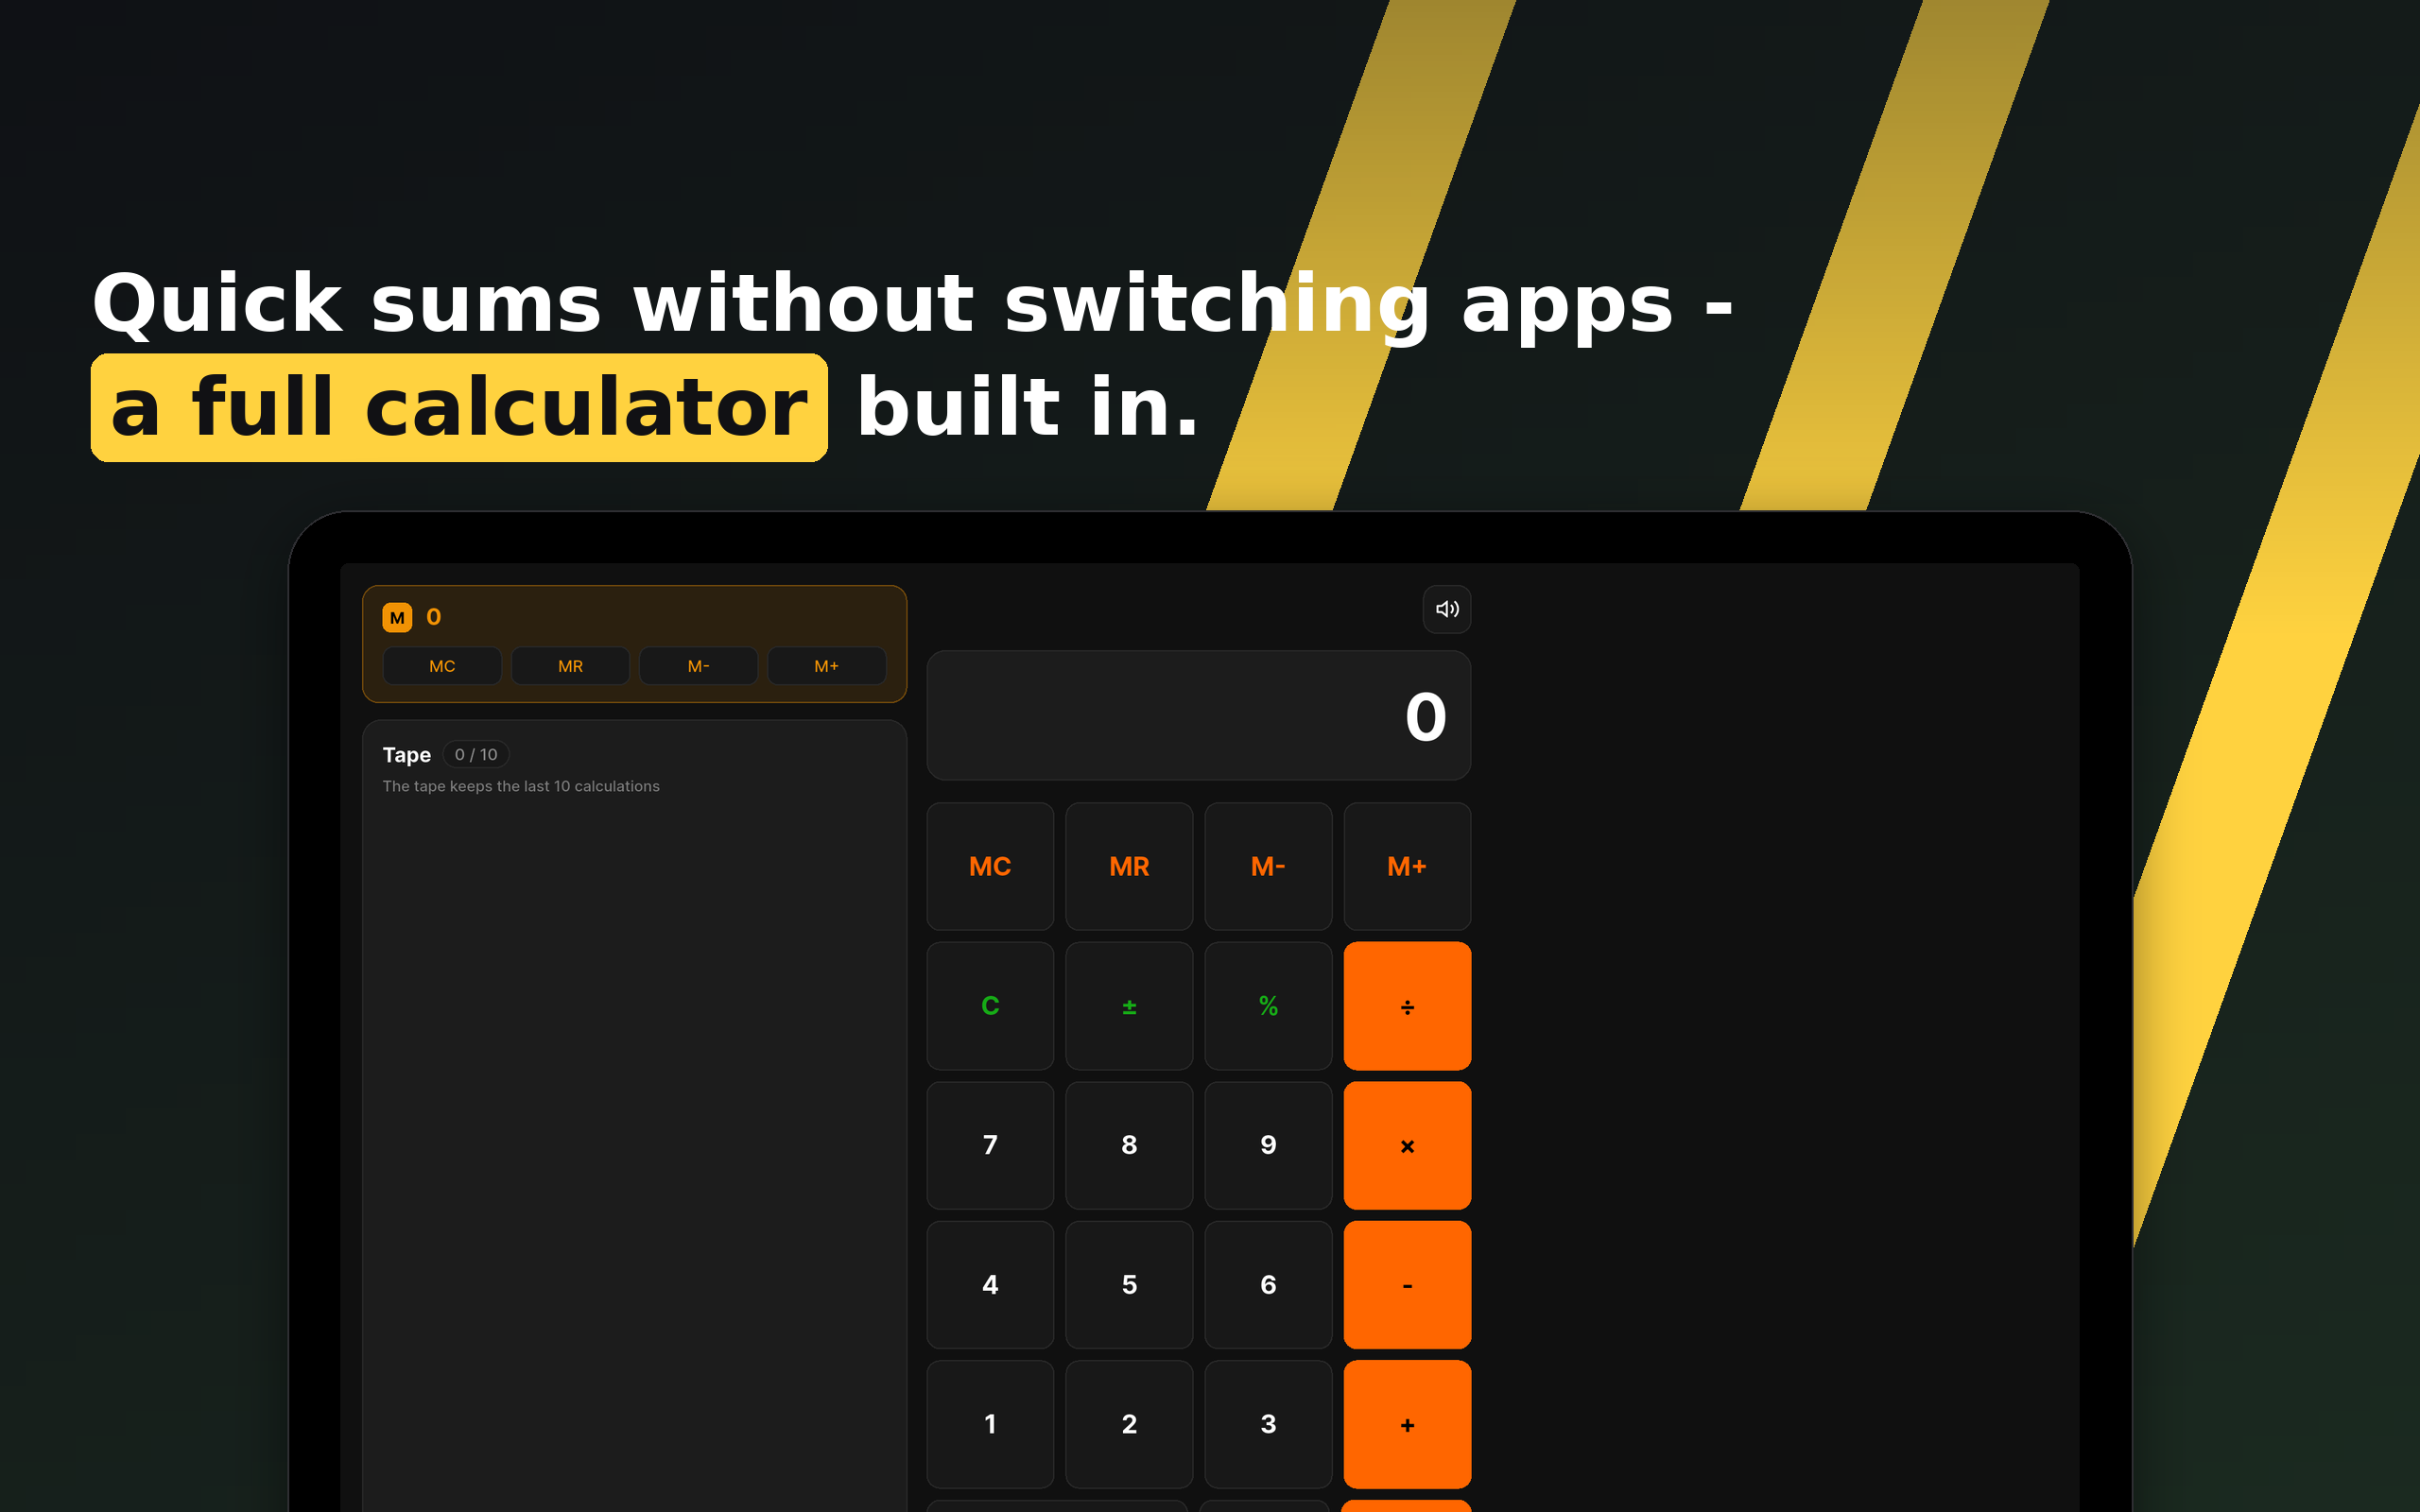 Quick sums without switching apps -
a full calculator built in.
M 0
MC MR M- M+
Tape 0 / 10
The tape keeps the last 10 calculations
0
MC MR M- M+
C ± % ÷
7 8 9 ×
4 5 6 -
1 2 3 +